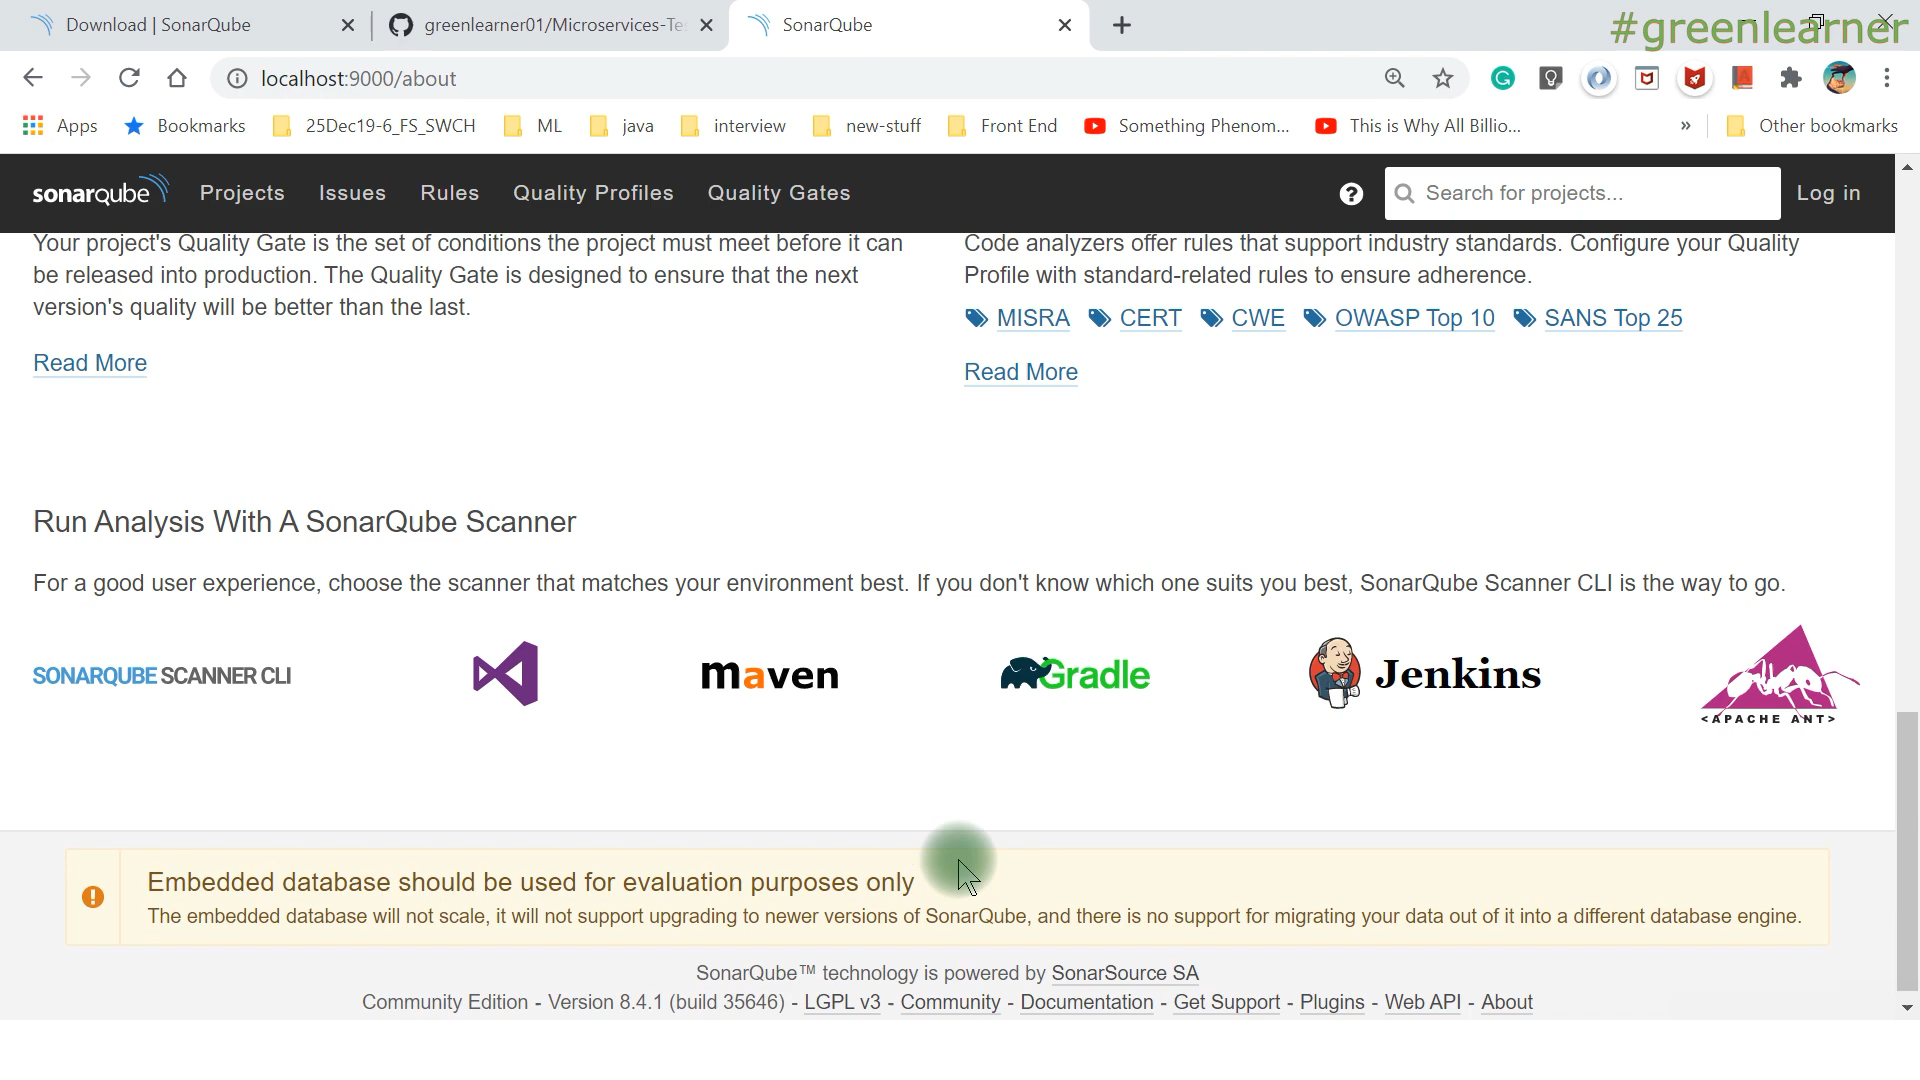 Download | SonarQube
greenlearner01/Microservices-Te
SonarQube
#greenlearner
localhost:9000/about
Apps
Bookmarks
25Dec19-6_FS_SWCH
ML
java
interview
new-stuff
Front End
Something Phenom...
This is Why All Billio...
»
Other bookmarks
sonarqube
Projects
Issues
Rules
Quality Profiles
Quality Gates
Search for projects...
Log in
Your project's Quality Gate is the set of conditions the project must meet before it can
be released into production. The Quality Gate is designed to ensure that the next
version's quality will be better than the last.
Read More
Code analyzers offer rules that support industry standards. Configure your Quality
Profile with standard-related rules to ensure adherence.
MISRA CERT CWE OWASP Top 10 SANS Top 25
Read More
Run Analysis With A SonarQube Scanner
For a good user experience, choose the scanner that matches your environment best. If you don't know which one suits you best, SonarQube Scanner CLI is the way to go.
SONARQUBE SCANNER CLI
maven
Gradle
Jenkins
<APACHE ANT>
Embedded database should be used for evaluation purposes only
The embedded database will not scale, it will not support upgrading to newer versions of SonarQube, and there is no support for migrating your data out of it into a different database engine.
SonarQube™ technology is powered by SonarSource SA
Community Edition - Version 8.4.1 (build 35646) - LGPL v3 - Community - Documentation - Get Support - Plugins - Web API - About